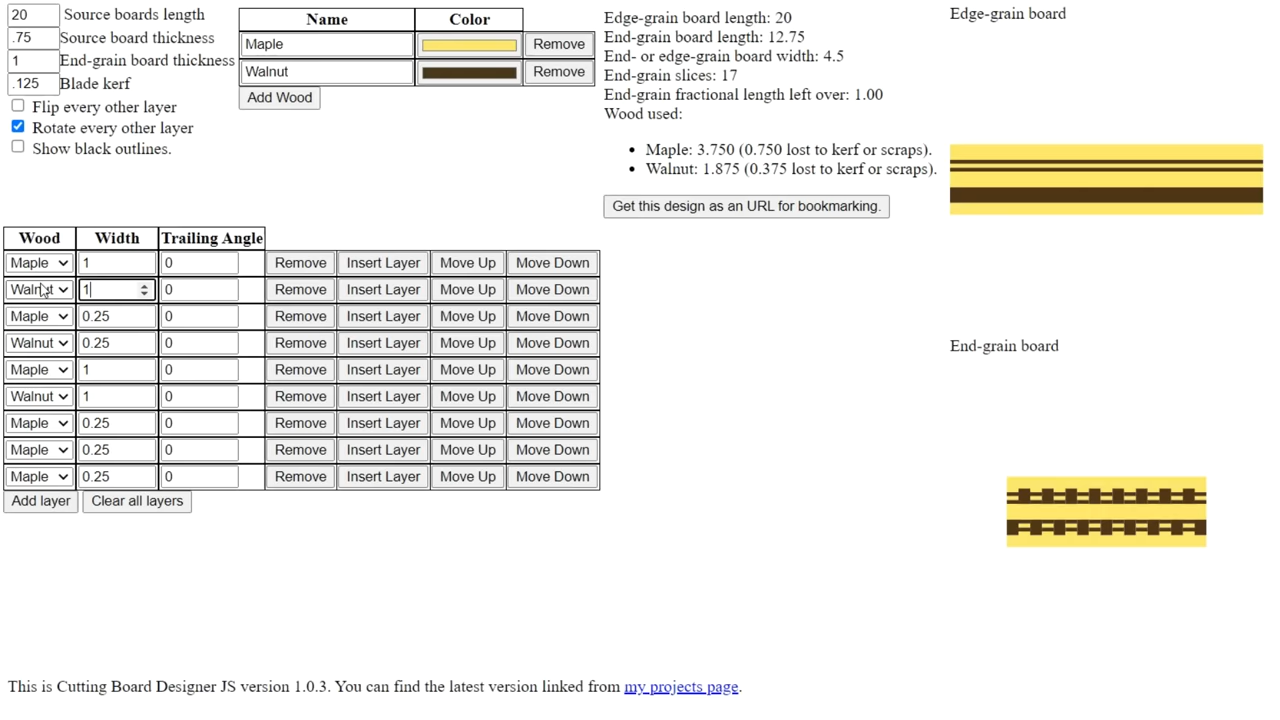 20 Source boards length
.75 Source board thickness
1 End-grain board thickness
.125 Blade kerf
Flip every other layer
Rotate every other layer
Show black outlines.
Name Color
Maple Remove
Walnut Remove
Add Wood
Edge-grain board length: 20
End-grain board length: 12.75
End- or edge-grain board width: 4.5
End-grain slices: 17
End-grain fractional length left over: 1.00
Wood used:
• Maple: 3.750 (0.750 lost to kerf or scraps).
• Walnut: 1.875 (0.375 lost to kerf or scraps).
Get this design as an URL for bookmarking.
Edge-grain board
End-grain board
Wood Width Trailing Angle
Maple 1 0 Remove Insert Layer Move Up Move Down
Walnut 1 0 Remove Insert Layer Move Up Move Down
Maple 0.25 0 Remove Insert Layer Move Up Move Down
Walnut 0.25 0 Remove Insert Layer Move Up Move Down
Maple 1 0 Remove Insert Layer Move Up Move Down
Walnut 1 0 Remove Insert Layer Move Up Move Down
Maple 0.25 0 Remove Insert Layer Move Up Move Down
Maple 0.25 0 Remove Insert Layer Move Up Move Down
Maple 0.25 0 Remove Insert Layer Move Up Move Down
Add layer Clear all layers
This is Cutting Board Designer JS version 1.0.3. You can find the latest version linked from my projects page.